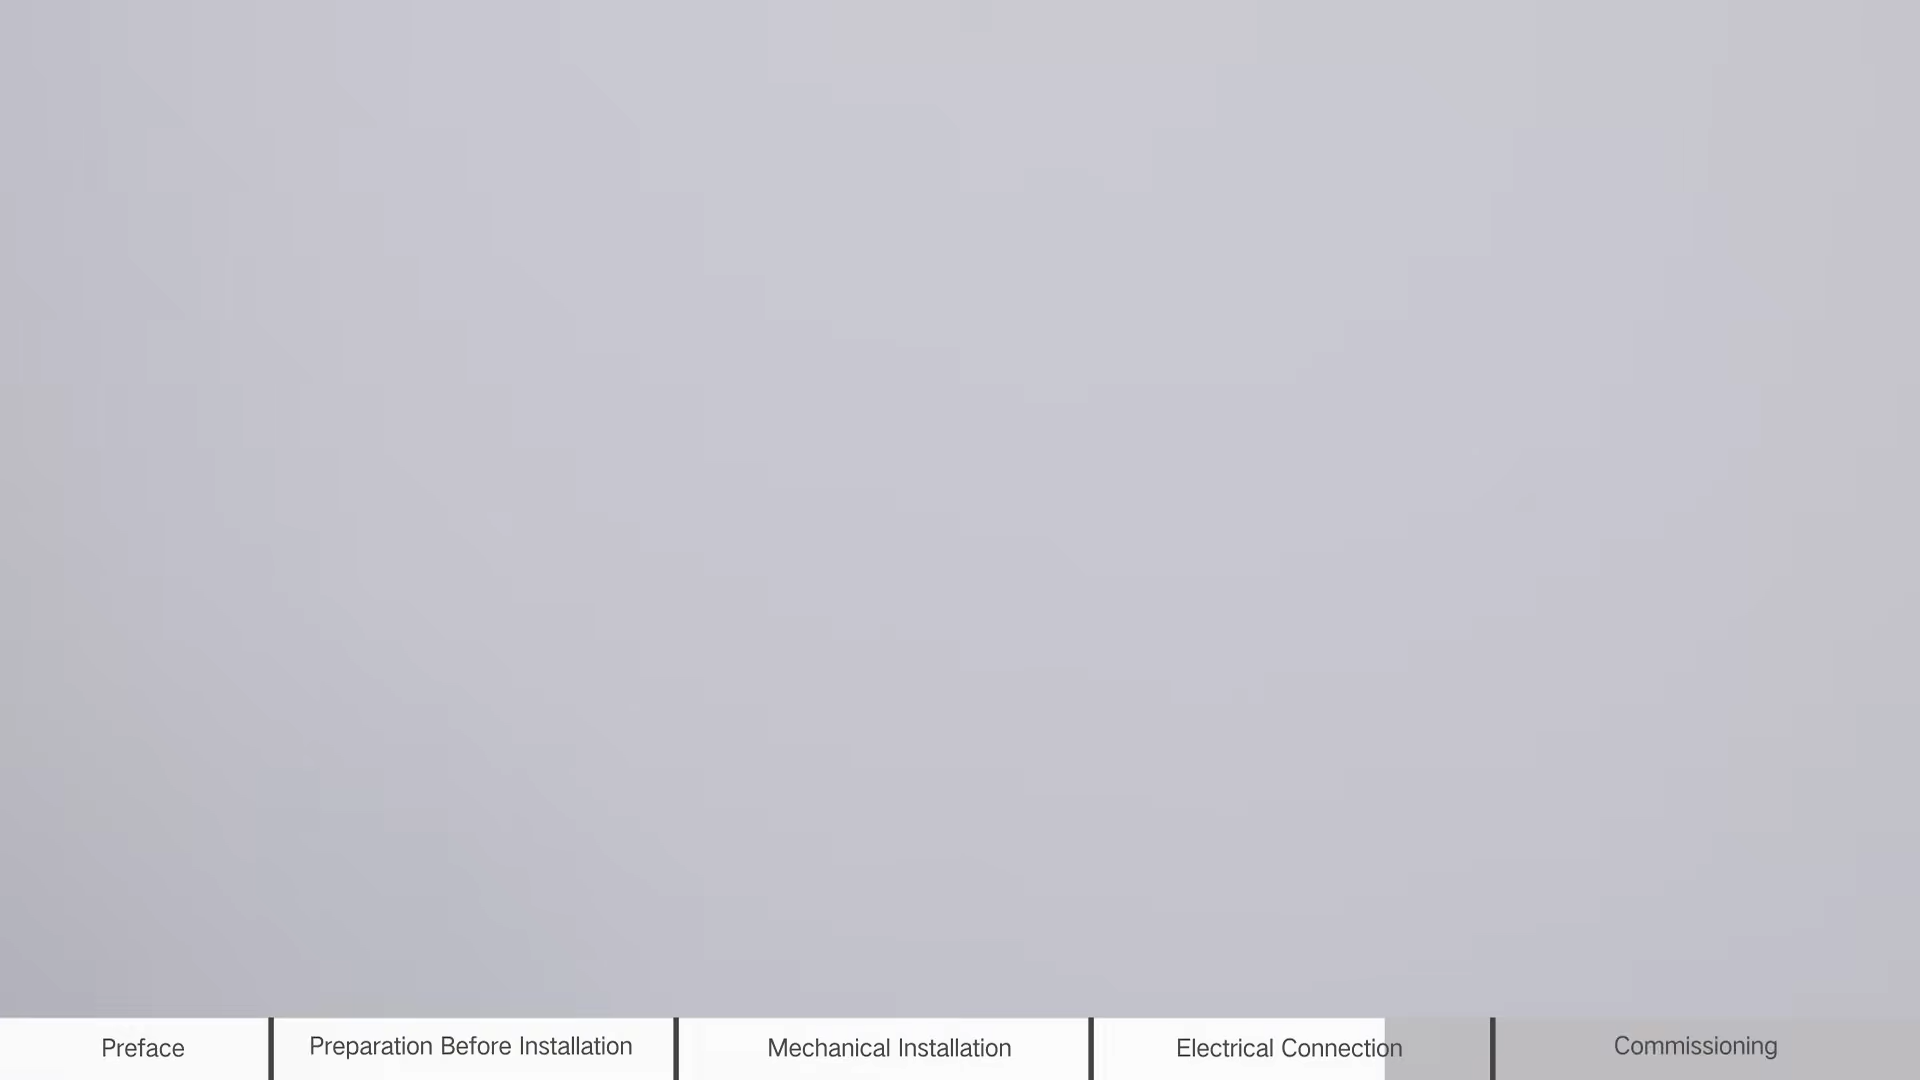 Preface
Preparation Before Installation
Mechanical Installation
Electrical Connection
Commissioning